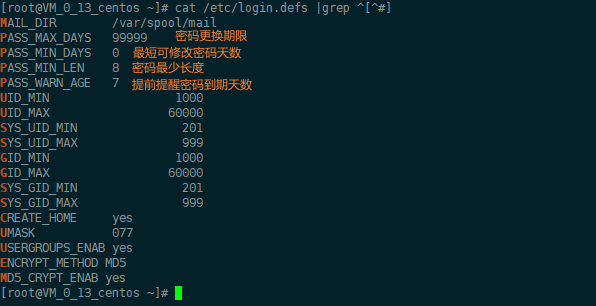 [root@VM_0_13_centos ~]# cat /etc/login.defs |grep ^[^#]
MAIL_DIR        /var/spool/mail
PASS_MAX_DAYS   99999    密码更换期限
PASS_MIN_DAYS   0  最短可修改密码天数
PASS_MIN_LEN    8  密码最少长度
PASS_WARN_AGE   7  提前提醒密码到期天数
UID_MIN                  1000
UID_MAX                 60000
SYS_UID_MIN               201
SYS_UID_MAX               999
GID_MIN                  1000
GID_MAX                 60000
SYS_GID_MIN               201
SYS_GID_MAX               999
CREATE_HOME     yes
UMASK           077
USERGROUPS_ENAB yes
ENCRYPT_METHOD MD5
MD5_CRYPT_ENAB yes
[root@VM_0_13_centos ~]#